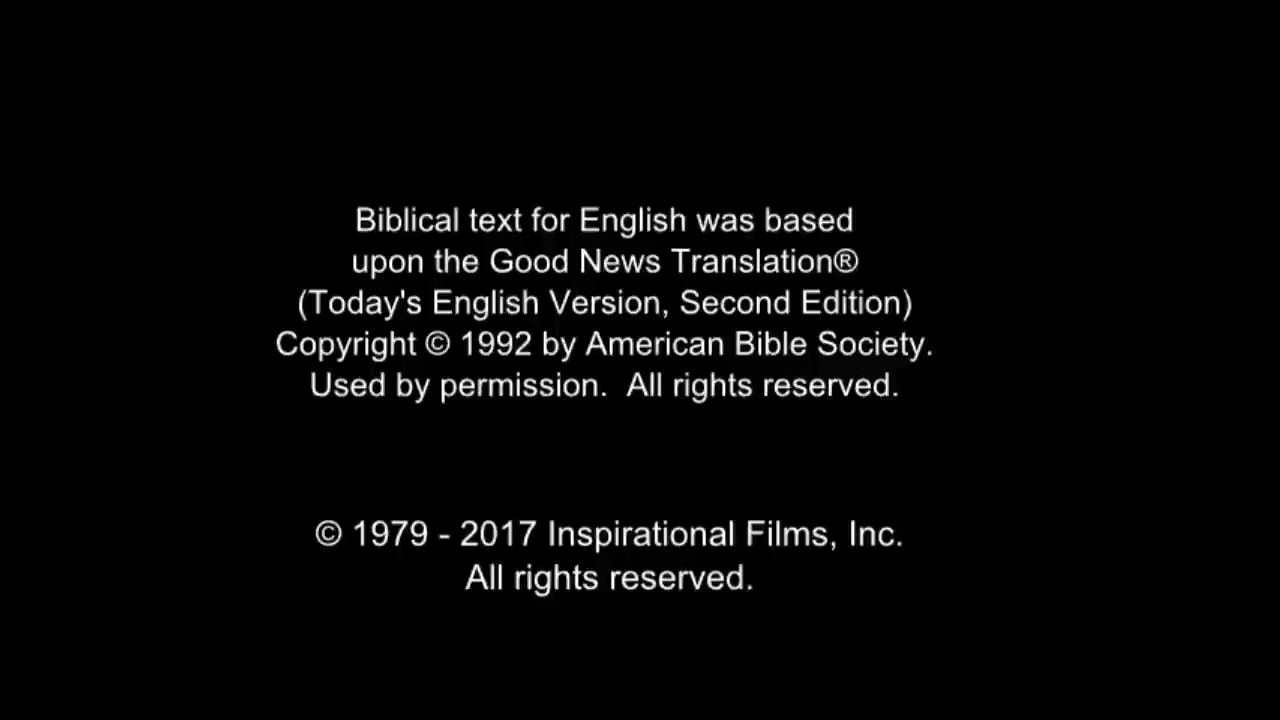 Biblical text for English was based
upon the Good News Translation®
(Today's English Version, Second Edition)
Copyright © 1992 by American Bible Society.
Used by permission.  All rights reserved.
© 1979 - 2017 Inspirational Films, Inc.
All rights reserved.